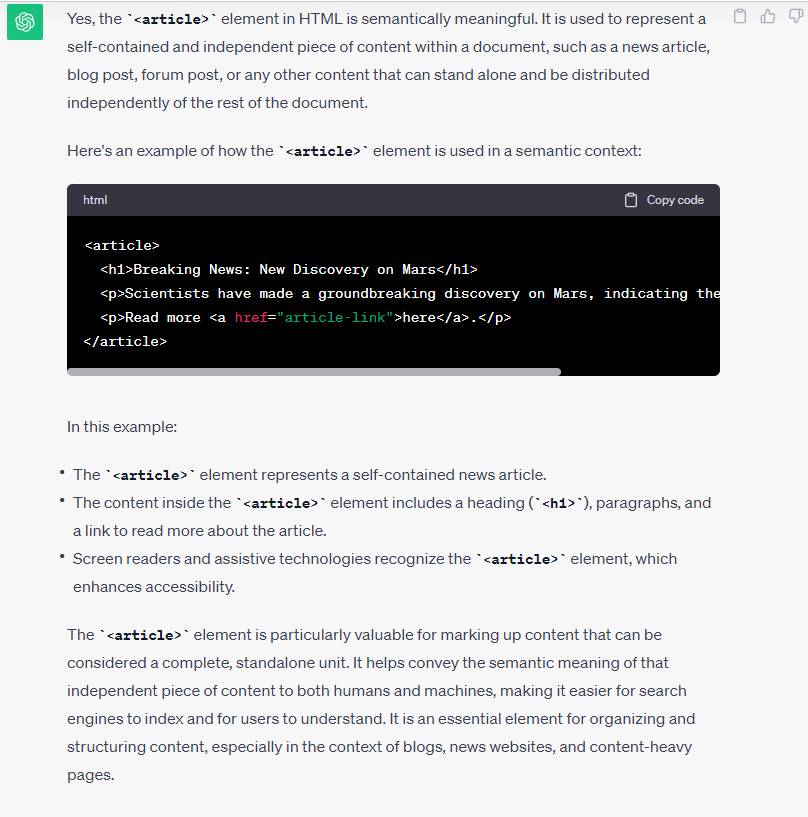 Yes, the `<article>` element in HTML is semantically meaningful. It is used to represent a
self-contained and independent piece of content within a document, such as a news article,
blog post, forum post, or any other content that can stand alone and be distributed
independently of the rest of the document.
Here's an example of how the `<article>` element is used in a semantic context:
html Copy code
<article>
  <h1>Breaking News: New Discovery on Mars</h1>
  <p>Scientists have made a groundbreaking discovery on Mars, indicating the
  <p>Read more <a href="article-link">here</a>.</p>
</article>
In this example:
• The `<article>` element represents a self-contained news article.
• The content inside the `<article>` element includes a heading (`<h1>`), paragraphs, and
a link to read more about the article.
• Screen readers and assistive technologies recognize the `<article>` element, which
enhances accessibility.
The `<article>` element is particularly valuable for marking up content that can be
considered a complete, standalone unit. It helps convey the semantic meaning of that
independent piece of content to both humans and machines, making it easier for search
engines to index and for users to understand. It is an essential element for organizing and
structuring content, especially in the context of blogs, news websites, and content-heavy
pages.